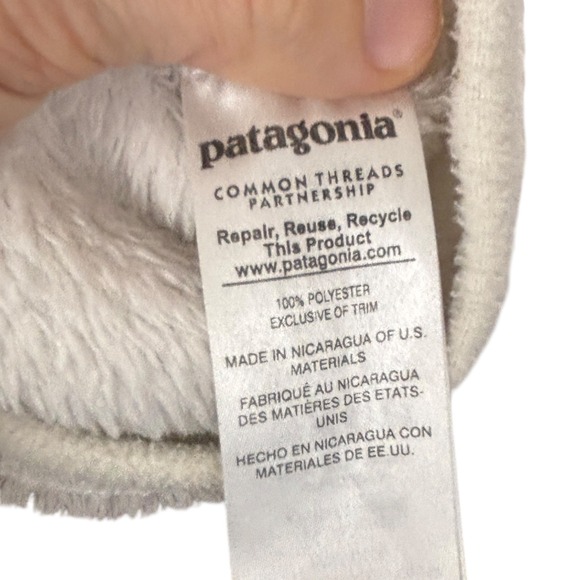 patagonia®
COMMON THREADS
PARTNERSHIP
Repair, Reuse, Recycle
This Product
www.patagonia.com
100% POLYESTER
EXCLUSIVE OF TRIM
MADE IN NICARAGUA OF U.S.
MATERIALS
FABRIQUÉ AU NICARAGUA
DES MATIÈRES DES ETATS-
UNIS
HECHO EN NICARAGUA CON
MATERIALES DE EE.UU.